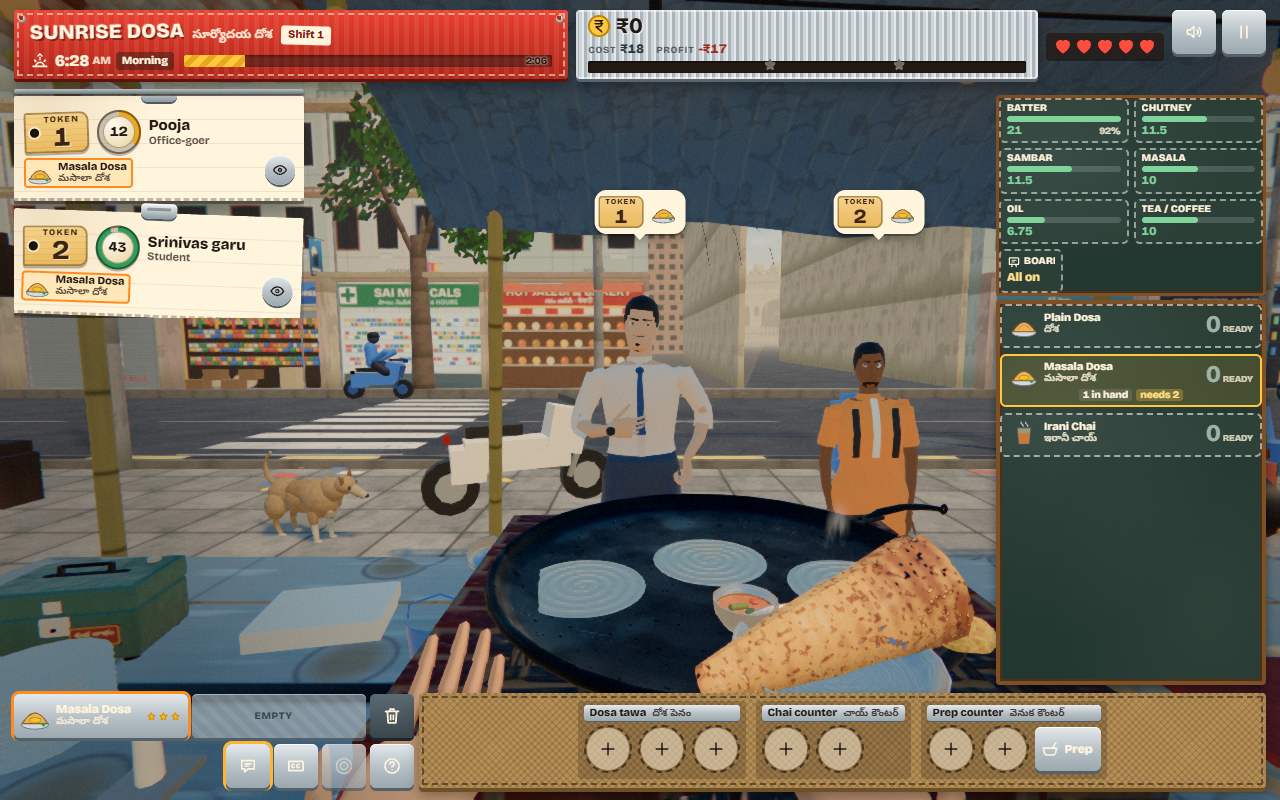 SUNRISE DOSA సూర్యోదయ దోశ Shift 1
6:28 AM Morning 2:06
₹0
COST ₹18 PROFIT -₹17
TOKEN 1
12
Pooja
Office-goer
Masala Dosa
మసాలా దోశ
TOKEN 2
43
Srinivas garu
Student
Masala Dosa
మసాలా దోశ
TOKEN 1
TOKEN 2
SAI M CALS
BATTER
21 92%
CHUTNEY
11.5
SAMBAR
11.5
MASALA
10
OIL
6.75
TEA / COFFEE
10
BOAR
All on
Plain Dosa
దోశ
0 READY
Masala Dosa
మసాలా దోశ
0 READY
1 in hand needs 2
Irani Chai
ఇరానీ చాయ్
0 READY
Masala Dosa
మసాలా దోశ
EMPTY
CC
Dosa tawa దోశ పెనం
Chai counter చాయ్ కౌంటర్
Prep counter వెనుక కౌంటర్
Prep